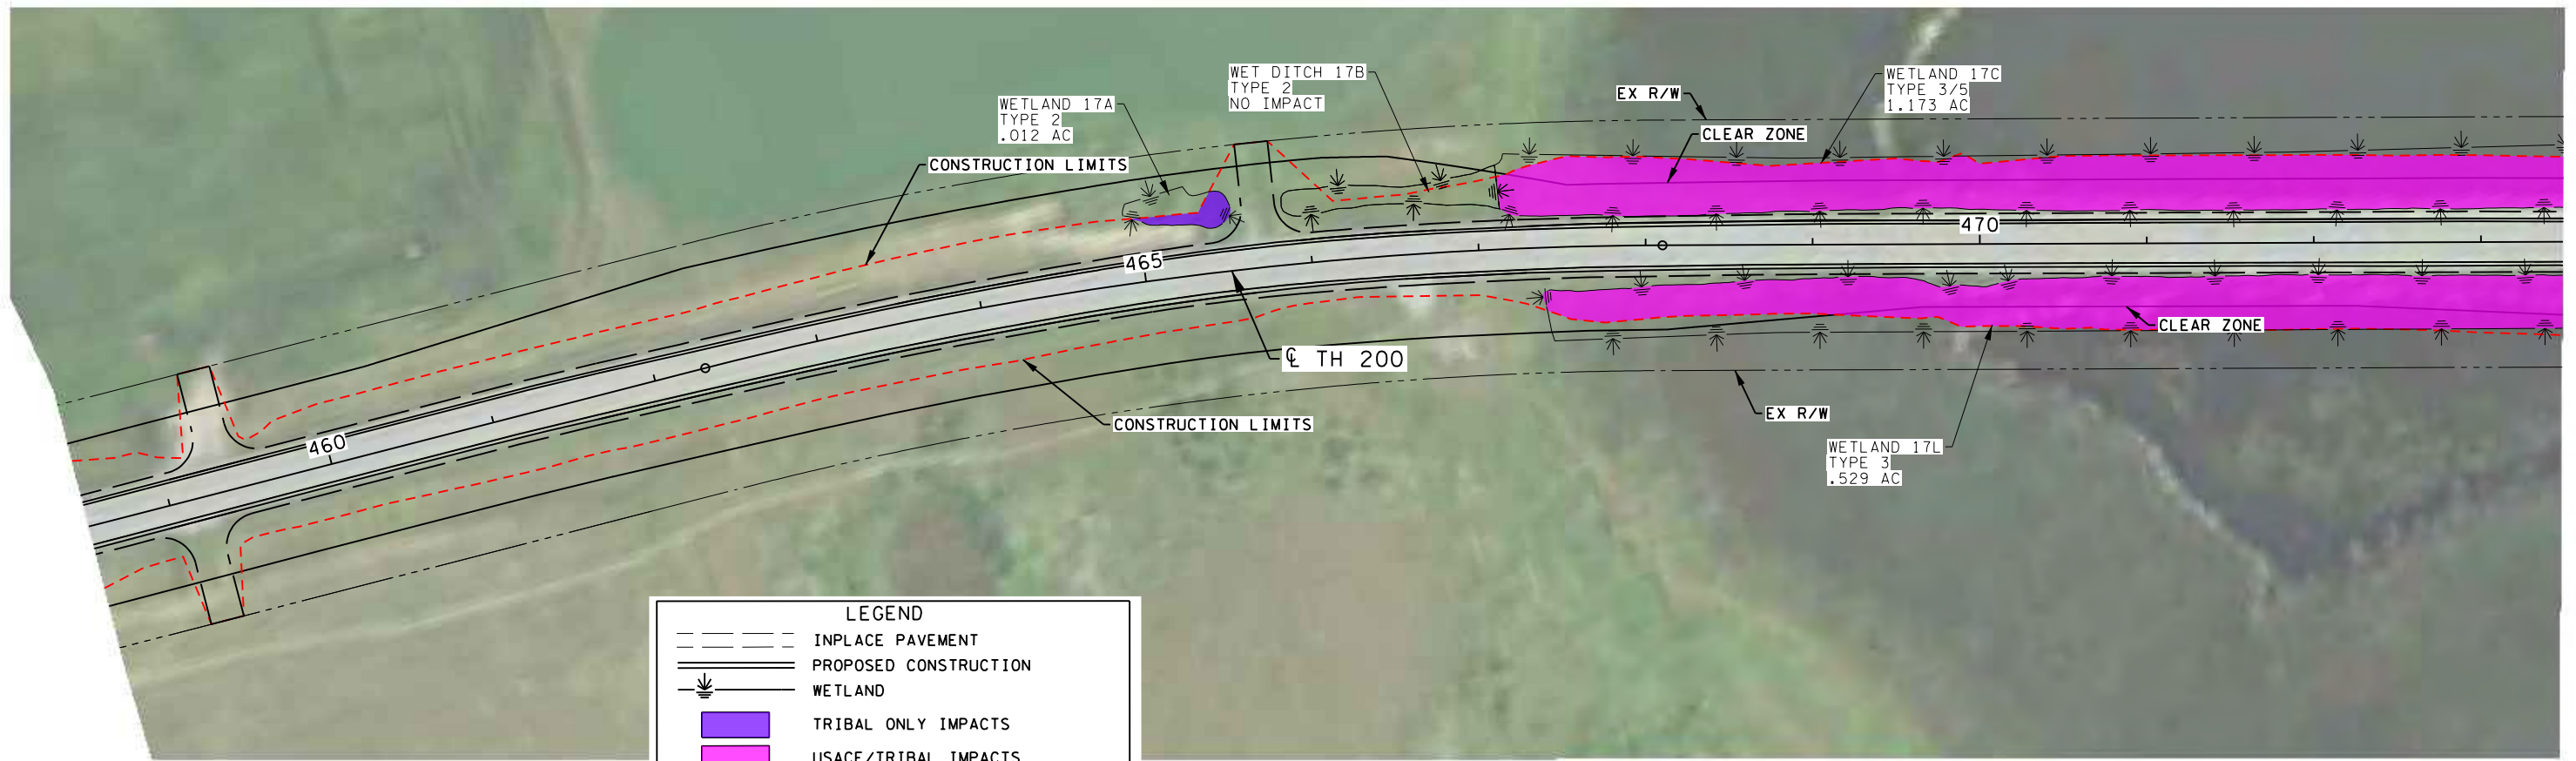 WET DITCH 17B
TYPE 2
NO IMPACT
WETLAND 17C
TYPE 3/5
1.173 AC
EX R/W
WETLAND 17A
TYPE 2
.012 AC
CLEAR ZONE
CONSTRUCTION LIMITS
470
465
CLEAR ZONE
℄ TH 200
EX R/W
CONSTRUCTION LIMITS
460
WETLAND 17L
TYPE 3
.529 AC
LEGEND
INPLACE PAVEMENT
PROPOSED CONSTRUCTION
WETLAND
TRIBAL ONLY IMPACTS
USACE/TRIBAL IMPACTS